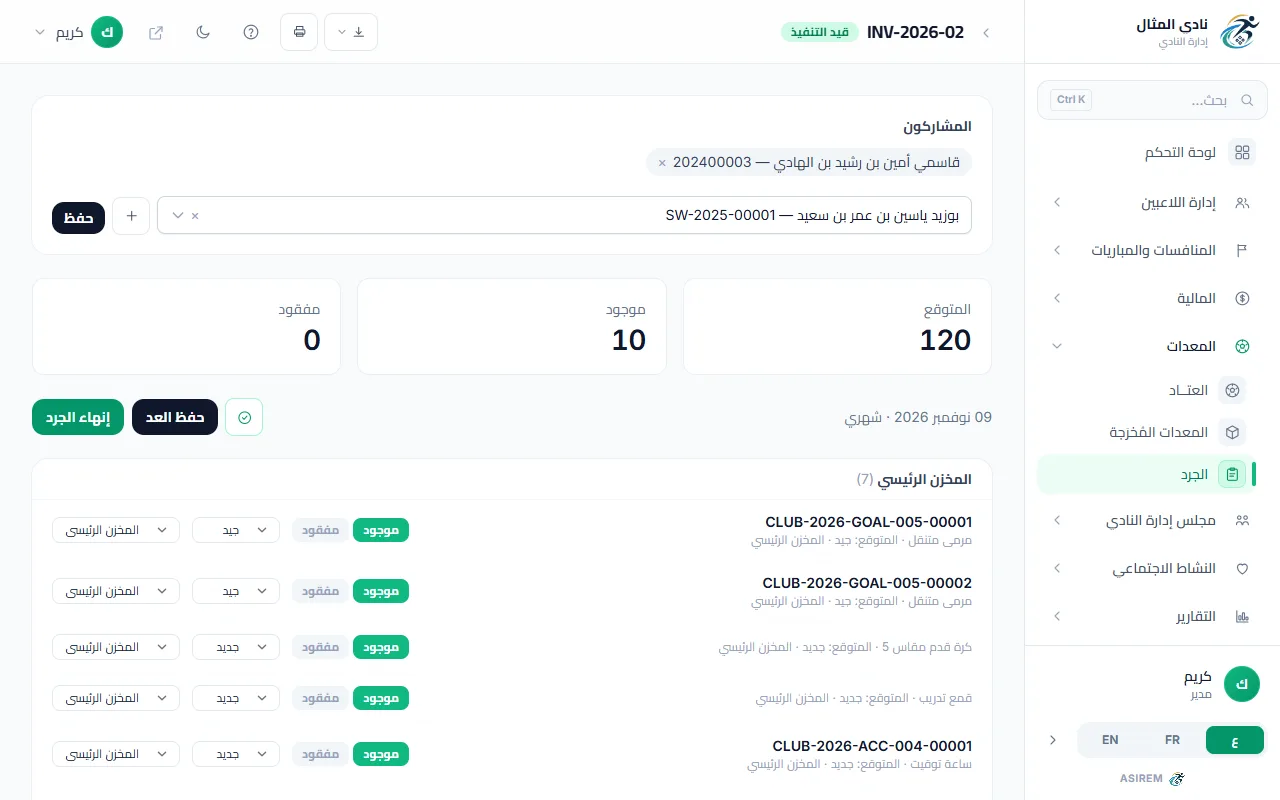 نادي المثال
إدارة النادي
بحث...
Ctrl K
لوحة التحكم
إدارة اللاعبين
المنافسات والمباريات
المالية
المعدات
العتــاد
المعدات المُخرجة
الجرد
مجلس إدارة النادي
النشاط الاجتماعي
التقارير
ك
كريم
مدير
ع
FR
EN
ASIREM
INV-2026-02
قيد التنفيذ
ك
كريم
المشاركون
قاسمي أمين بن رشيد بن الهادي — 202400003 ×
بوزيد ياسين بن عمر بن سعيد — SW-2025-00001 ×
+
حفظ
المتوقع
120
موجود
10
مفقود
0
09 نوفمبر 2026 · شهري
حفظ العد
إنهاء الجرد
المخزن الرئيسي (7)
CLUB-2026-GOAL-005-00001
مرمى متنقل · المتوقع: جيد · المخزن الرئيسي
موجود مفقود جيد المخزن الرئيسي
CLUB-2026-GOAL-005-00002
مرمى متنقل · المتوقع: جيد · المخزن الرئيسي
موجود مفقود جيد المخزن الرئيسي
كرة قدم مقاس 5 · المتوقع: جديد · المخزن الرئيسي
موجود مفقود جديد المخزن الرئيسي
قمع تدريب · المتوقع: جديد · المخزن الرئيسي
موجود مفقود جديد المخزن الرئيسي
CLUB-2026-ACC-004-00001
ساعة توقيت · المتوقع: جديد · المخزن الرئيسي
موجود مفقود جديد المخزن الرئيسي